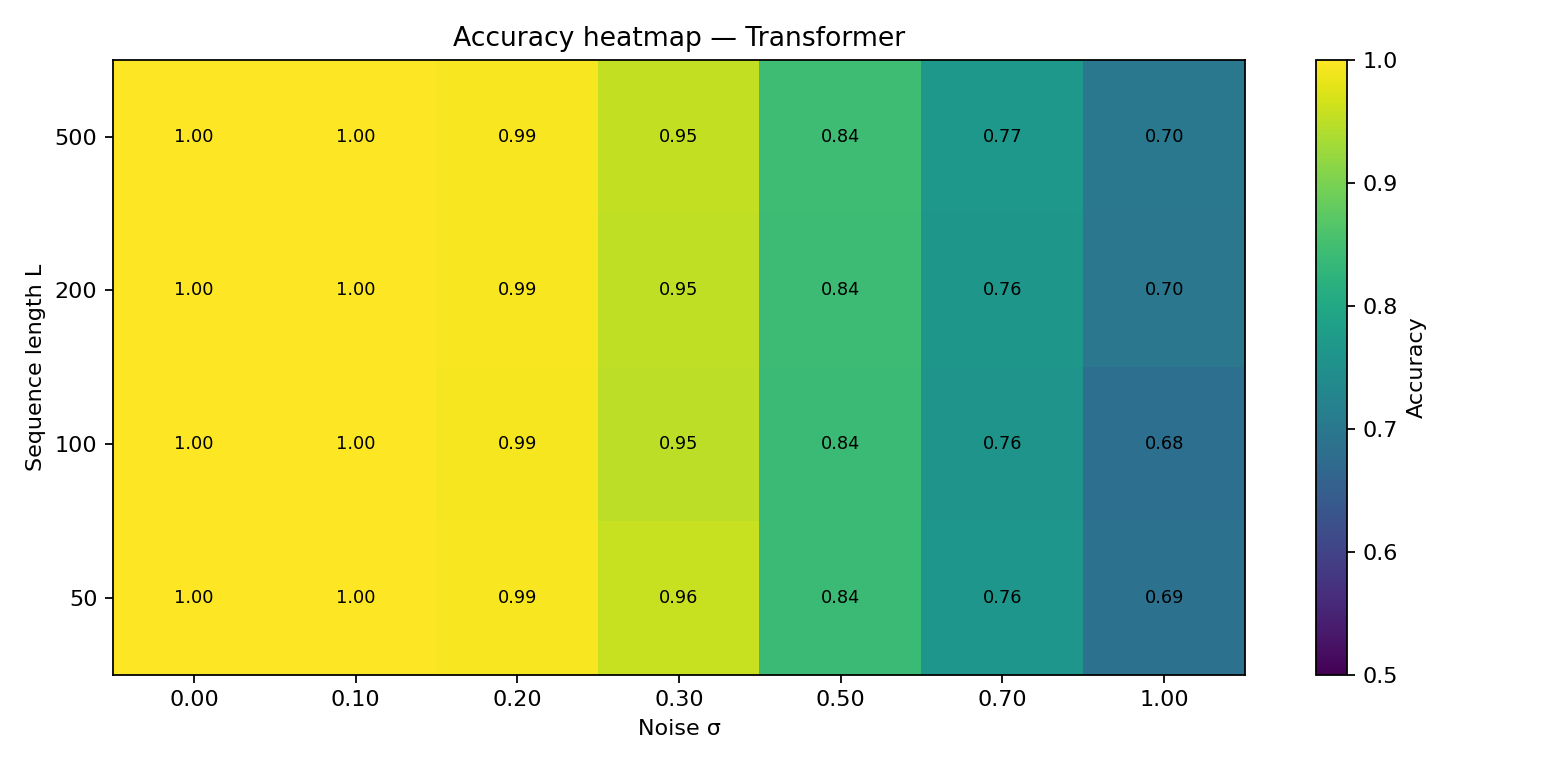 Accuracy heatmap — Transformer
500 1.00 1.00 0.99 0.95 0.84 0.77 0.70
200 1.00 1.00 0.99 0.95 0.84 0.76 0.70
100 1.00 1.00 0.99 0.95 0.84 0.76 0.68
50 1.00 1.00 0.99 0.96 0.84 0.76 0.69
0.00 0.10 0.20 0.30 0.50 0.70 1.00
Noise σ
Sequence length L
1.0
0.9
0.8
0.7
0.6
0.5
Accuracy